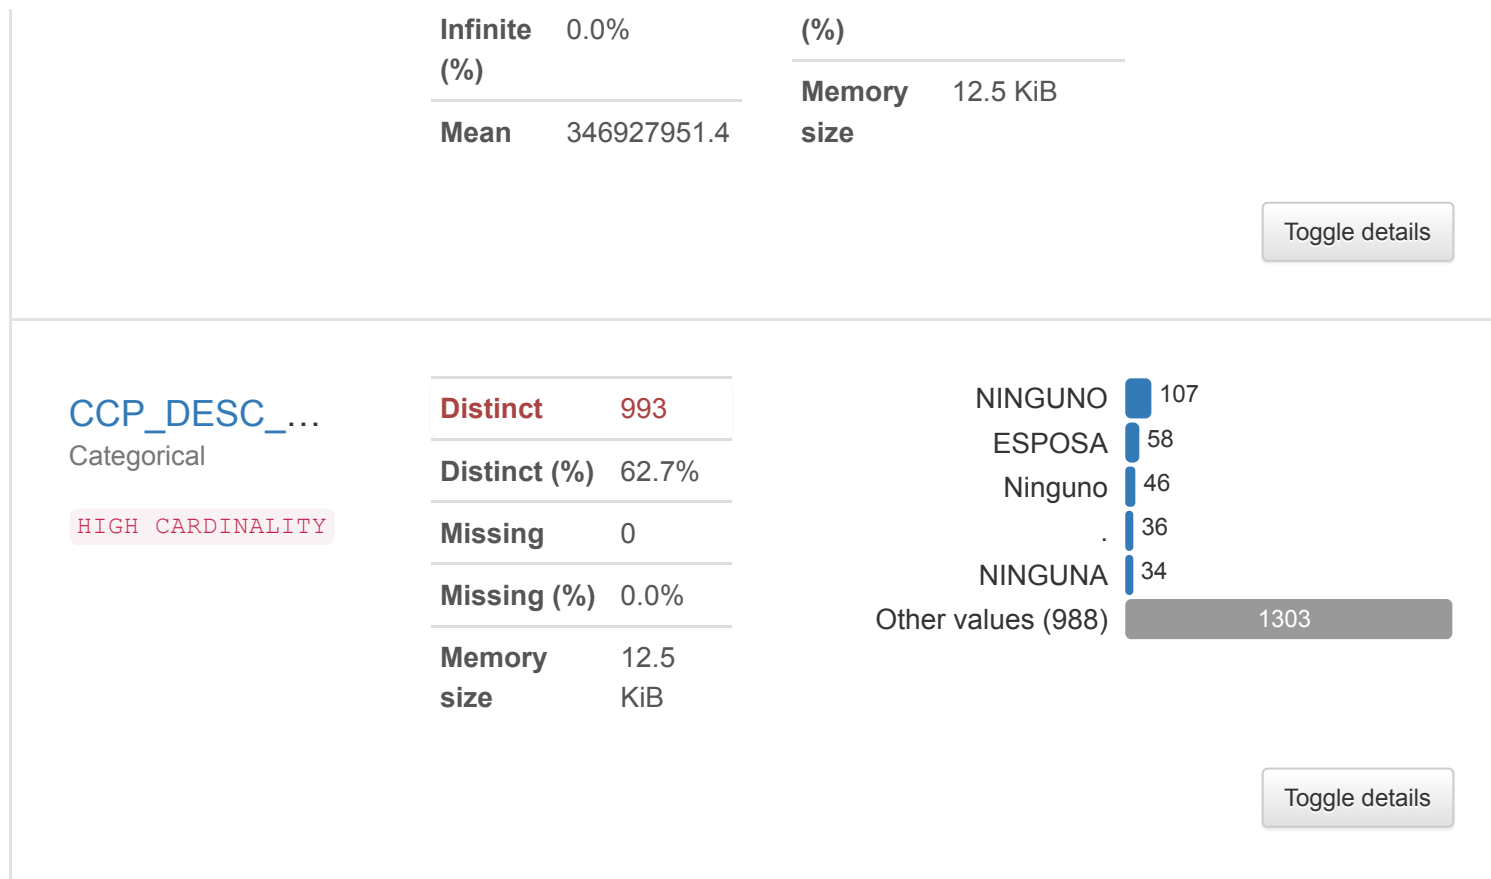 Infinite 0.0% (%)
(%)
Memory 12.5 KiB
Mean 346927951.4 size
Toggle details
CCP_DESC_...
Categorical
HIGH CARDINALITY
Distinct 993
Distinct (%) 62.7%
Missing 0
Missing (%) 0.0%
Memory 12.5
size KiB
NINGUNO 107
ESPOSA 58
Ninguno 46
. 36
NINGUNA 34
Other values (988) 1303
Toggle details